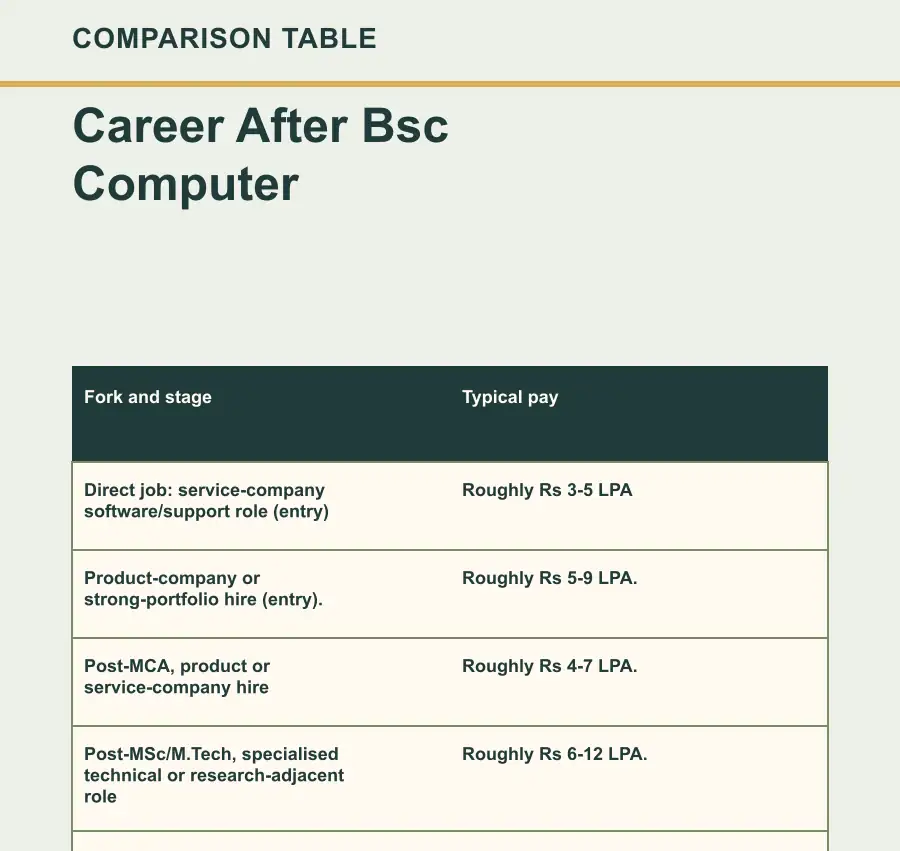 COMPARISON TABLE
Career After Bsc
Computer
Fork and stage
Typical pay
Direct job: service-company
software/support role (entry)
Roughly Rs 3-5 LPA
Product-company or
strong-portfolio hire (entry).
Roughly Rs 5-9 LPA.
Post-MCA, product or
service-company hire
Roughly Rs 4-7 LPA.
Post-MSc/M.Tech, specialised
technical or research-adjacent
role
Roughly Rs 6-12 LPA.